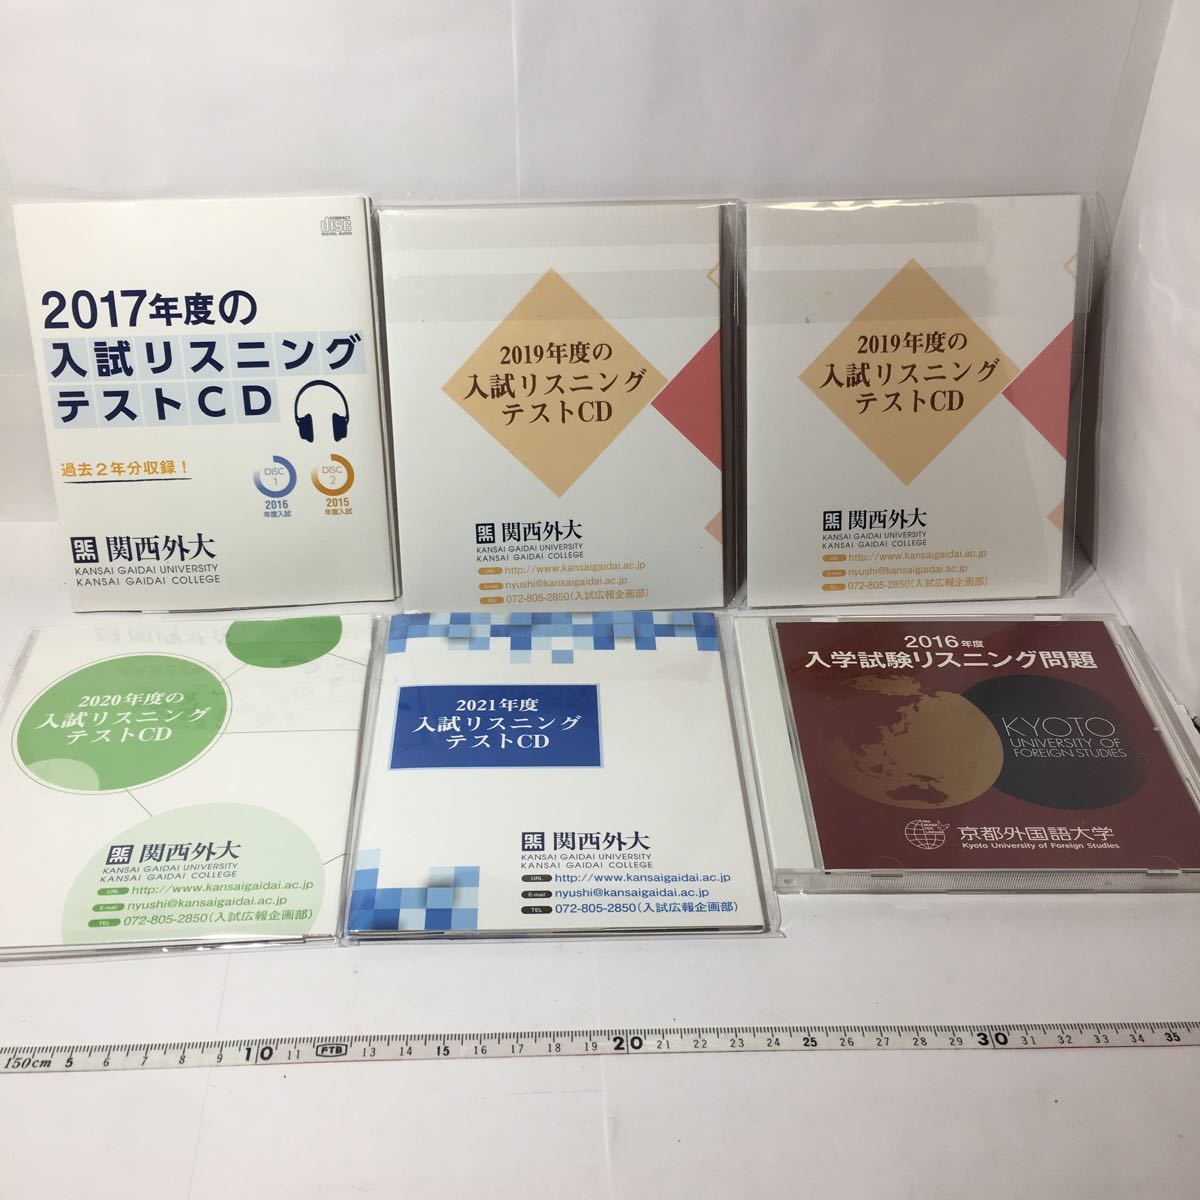 COMPACT
disc
DIGITAL AUDIO
2017年度の
入試リスニング
テストCD
過去2年分収録！
DISC
1
2016
年度入試
DISC
2
2015
年度入試
関西外大
KANSAI GAIDAI UNIVERSITY
KANSAI GAIDAI COLLEGE
2019年度の
入試リスニング
テストCD
関西外大
KANSAI GAIDAI UNIVERSITY
KANSAI GAIDAI COLLEGE
URL http://www.kansaigaidai.ac.jp
E-mail nyushi@kansaigaidai.ac.jp
TEL 072-805-2850(入試広報企画部)
2019年度の
入試リスニング
テストCD
関西外大
KANSAI GAIDAI UNIVERSITY
KANSAI GAIDAI COLLEGE
URL http://www.kansaigaidai.ac.jp
E-mail nyushi@kansaigaidai.ac.jp
TEL 072-805-2850(入試広報企画部)
2020年度の
入試リスニング
テストCD
関西外大
KANSAI GAIDAI UNIVERSITY
KANSAI GAIDAI COLLEGE
URL http://www.kansaigaidai.ac.jp
E-mail nyushi@kansaigaidai.ac.jp
TEL 072-805-2850(入試広報企画部)
2021年度
入試リスニング
テストCD
関西外大
KANSAI GAIDAI UNIVERSITY
KANSAI GAIDAI COLLEGE
URL http://www.kansaigaidai.ac.jp
E-mail nyushi@kansaigaidai.ac.jp
TEL 072-805-2850(入試広報企画部)
2016年度
入学試験リスニング問題
KYOTO
UNIVERSITY OF
FOREIGN STUDIES
京都外国語大学
Kyoto University of Foreign Studies
150cm 5 6 7 8 9 10 11 FTB 13 14 15 16 17 18 19 20 21 22 23 24 25 26 27 28 29 30 31 32 33 34 35